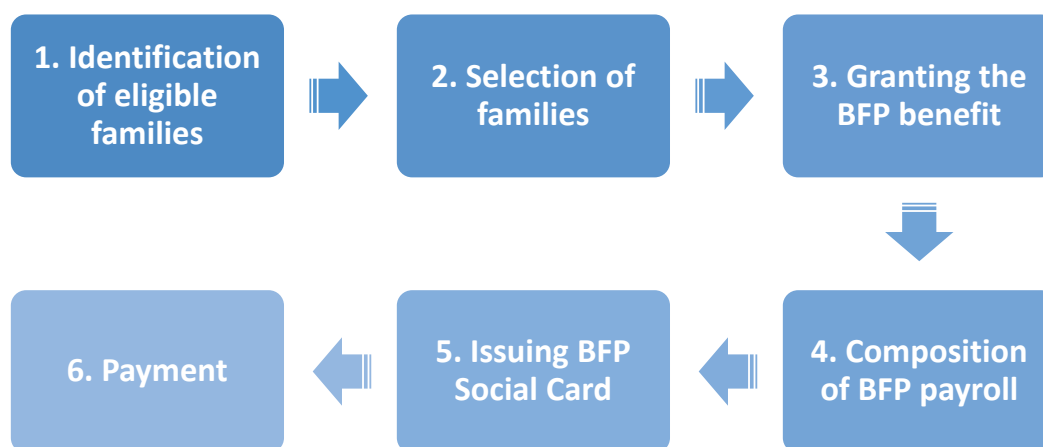 1. Identification
of eligible
families
2. Selection of
families
3. Granting the
BFP benefit
4. Composition
of BFP payroll
5. Issuing BFP
Social Card
6. Payment